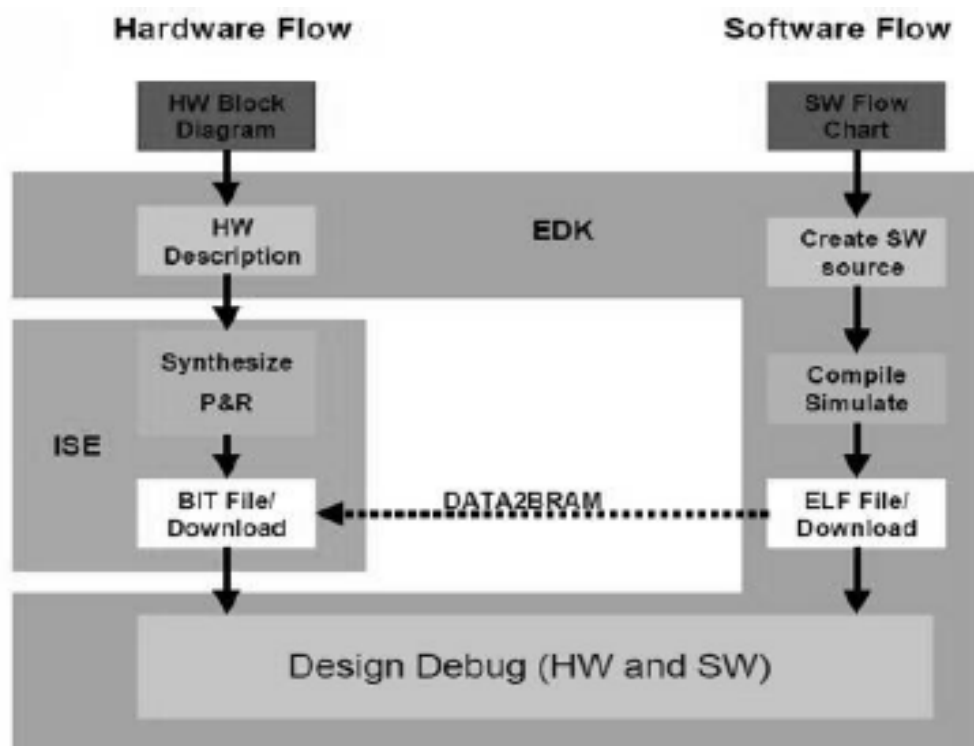 Hardware Flow
Software Flow
HW Block
Diagram
SW Flow
Chart
HW
Description
EDK
Create SW
source
Synthesize
P&R
Compile
Simulate
ISE
BIT File/
Download
DATA2BRAM
ELF File/
Download
Design Debug (HW and SW)